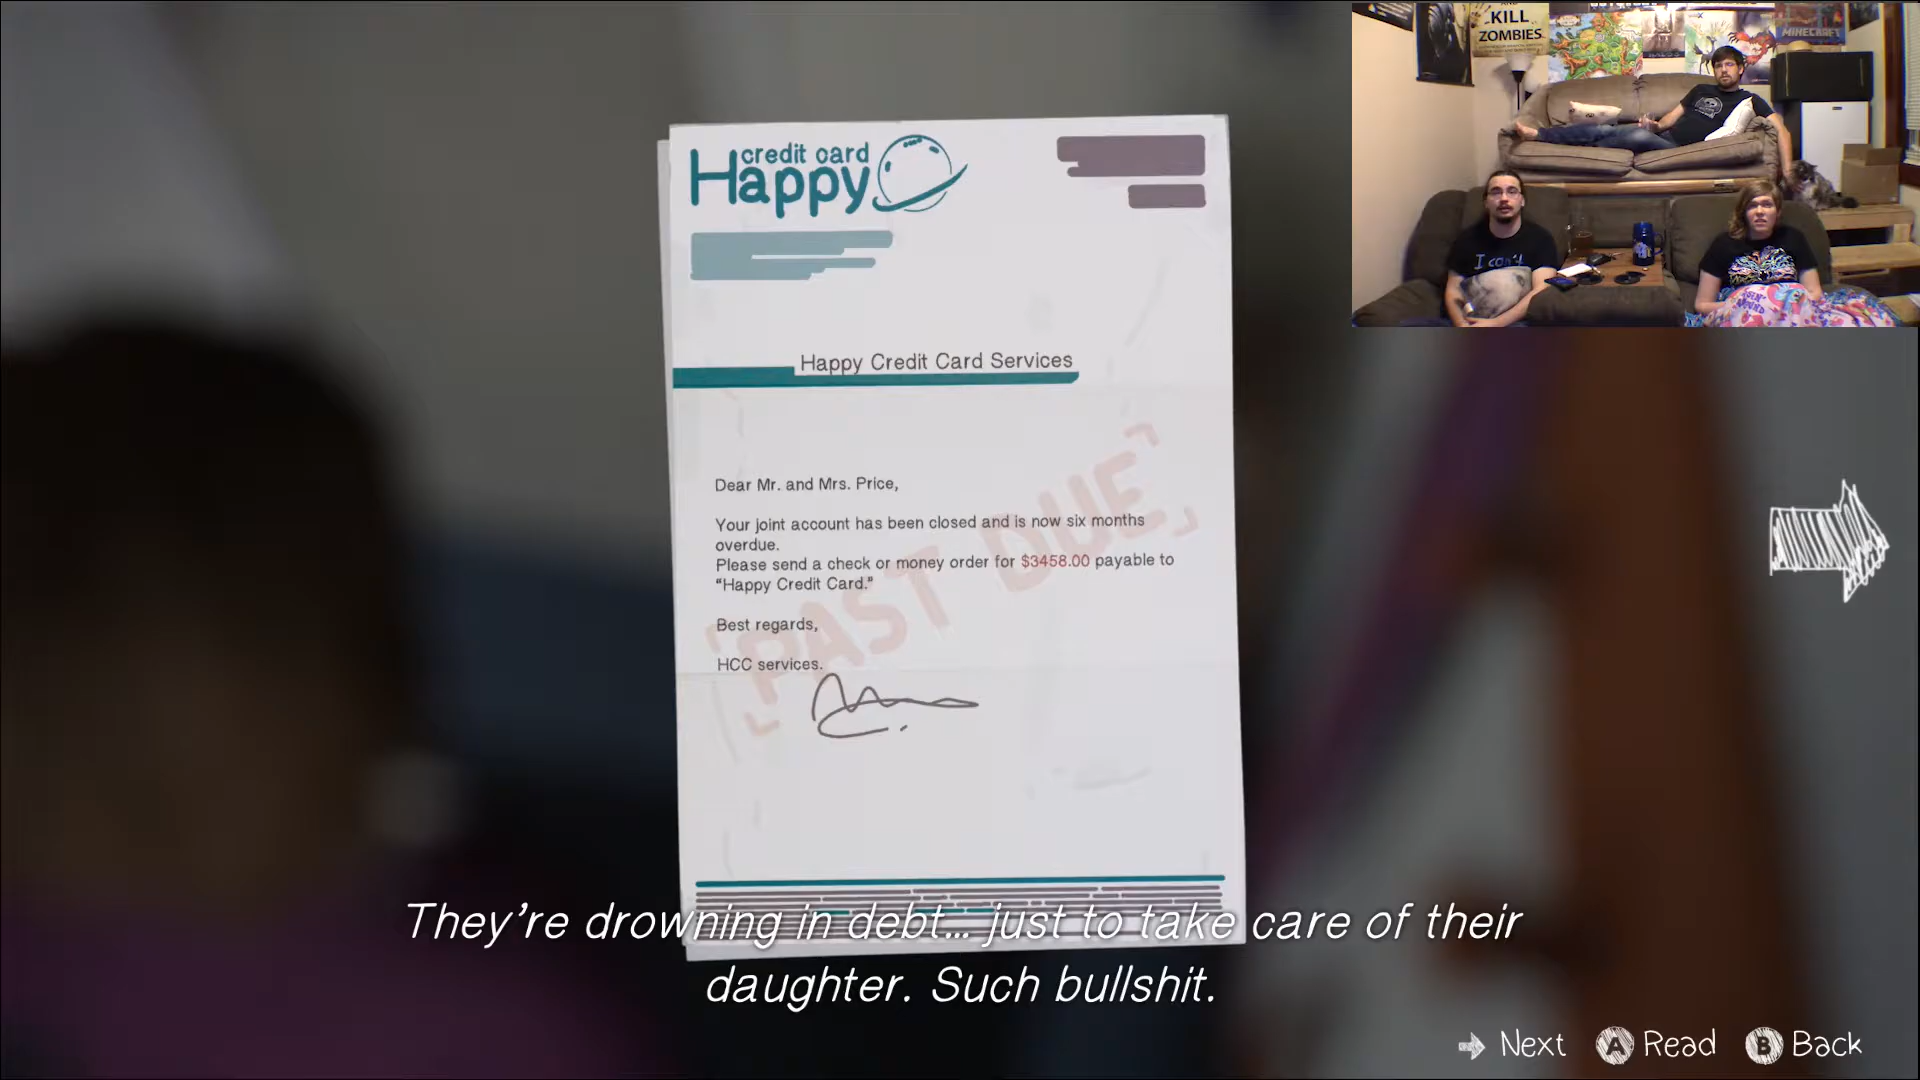 credit card
Happy
Happy Credit Card Services
Dear Mr. and Mrs. Price,
Your joint account has been closed and is now six months
overdue.
Please send a check or money order for $3458.00 payable to
“Happy Credit Card.”
Best regards,
HCC services.
PAST DUE
They’re drowning in debt... just to take care of their
daughter. Such bullshit.
Next A Read B Back
KILL
ZOMBIES
MINECRAFT
I can't